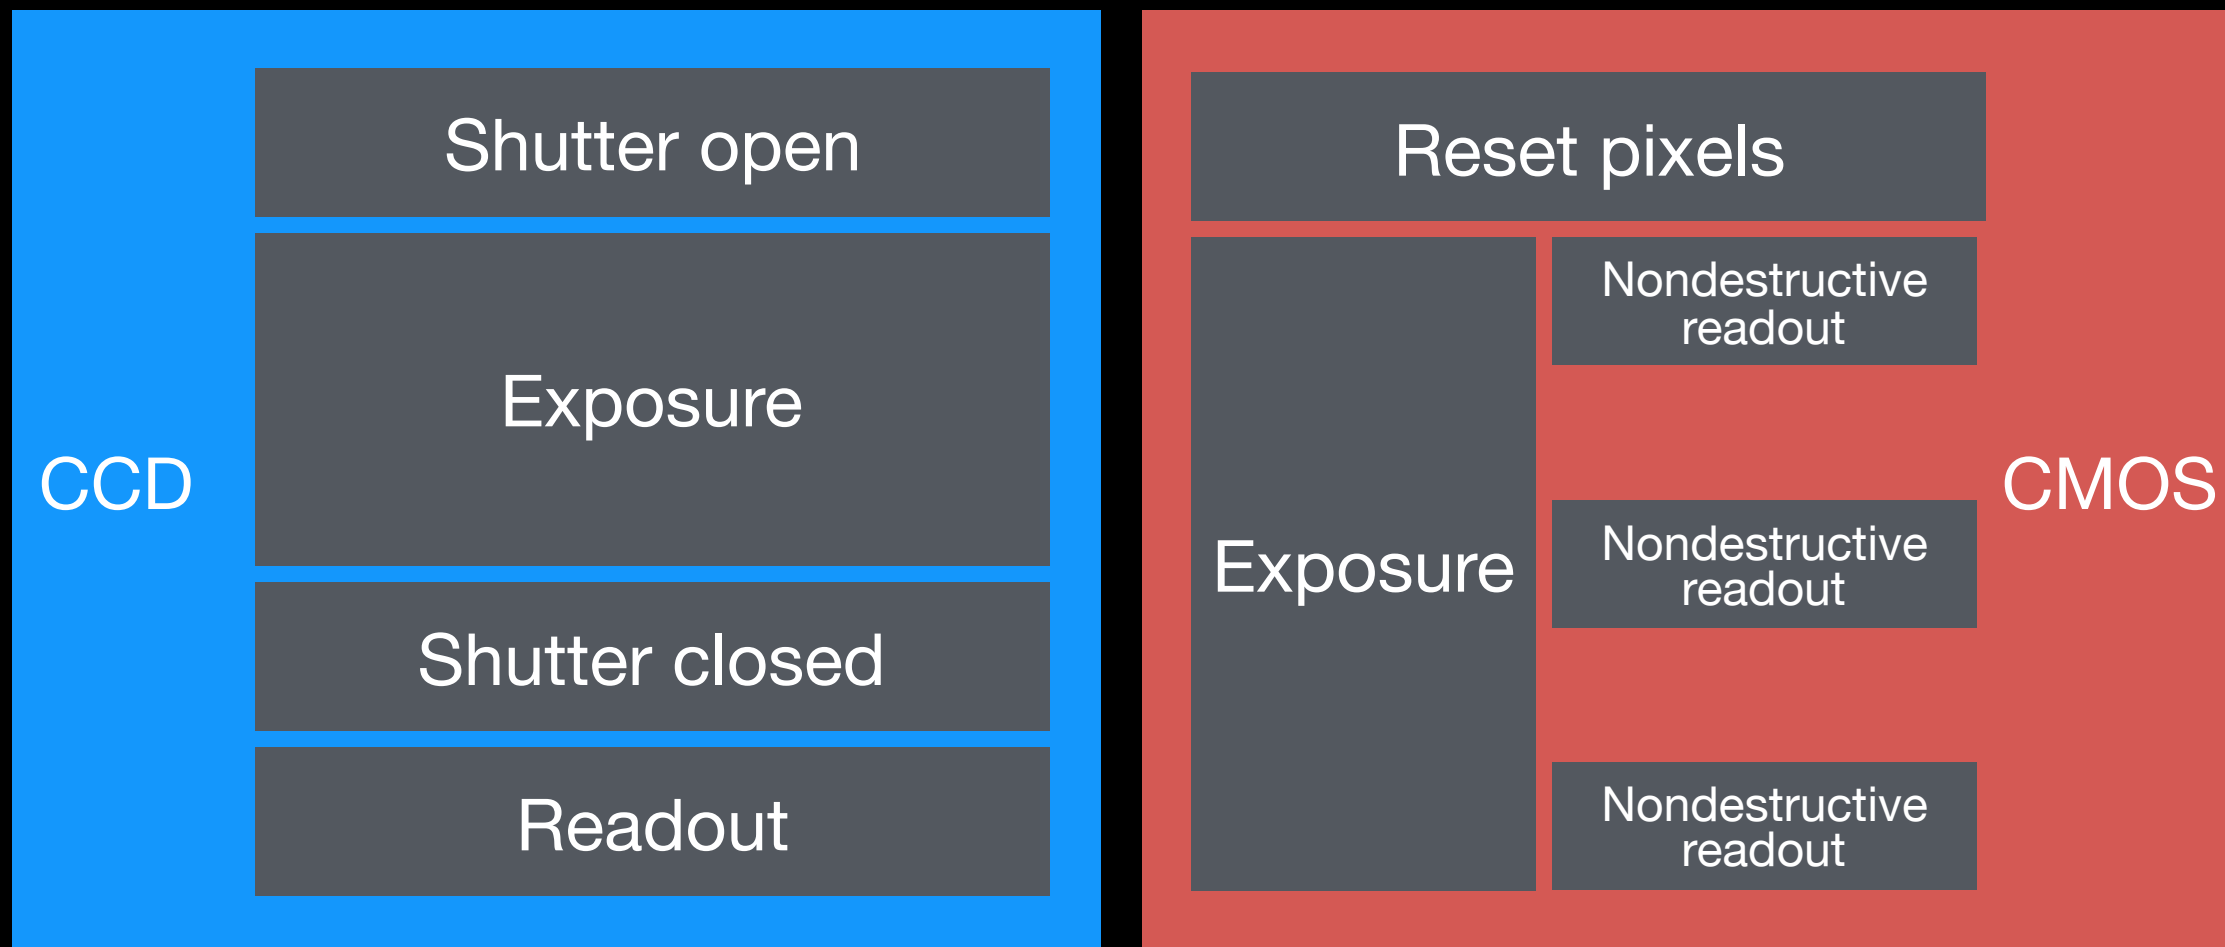 CCD
Shutter open
Exposure
Shutter closed
Readout
Reset pixels
Exposure
Nondestructive
readout
Nondestructive
readout
Nondestructive
readout
CMOS